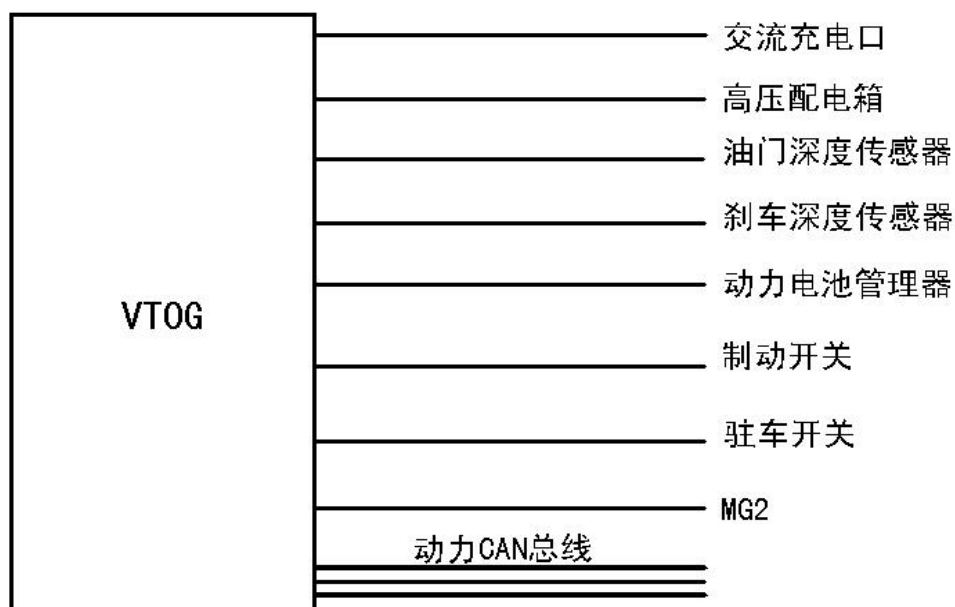 交流充电口
高压配电箱
油门深度传感器
刹车深度传感器
动力电池管理器
VTOG
制动开关
驻车开关
MG2
动力CAN总线